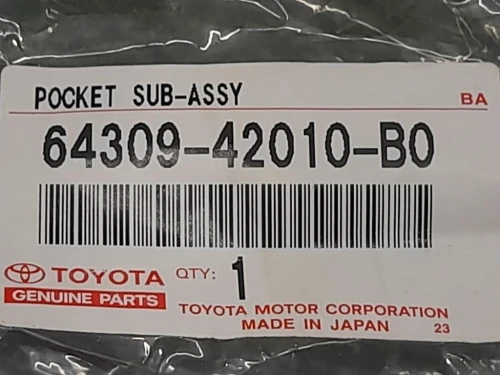 POCKET SUB-ASSY BA
64309-42010-B0
TOYOTA QTY: 1
GENUINE PARTS
TOYOTA MOTOR CORPORATION
MADE IN JAPAN 23